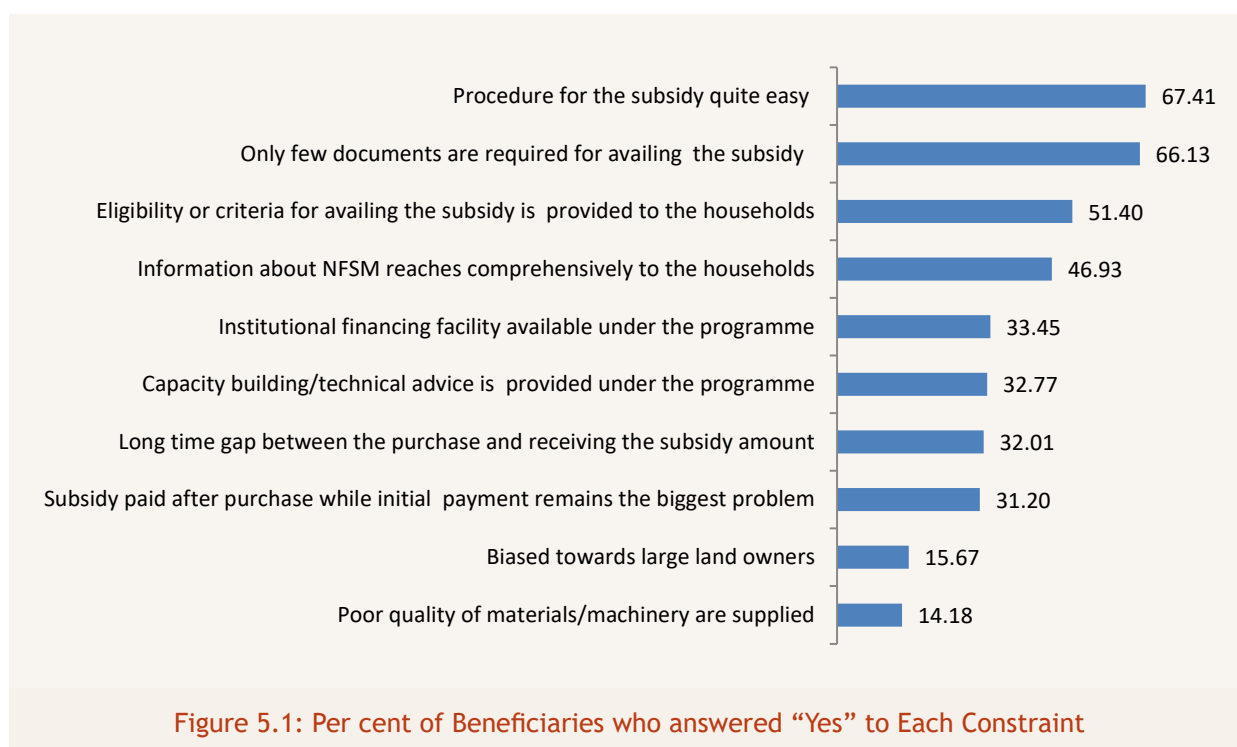 Procedure for the subsidy quite easy 67.41
Only few documents are required for availing the subsidy 66.13
Eligibility or criteria for availing the subsidy is provided to the households 51.40
Information about NFSM reaches comprehensively to the households 46.93
Institutional financing facility available under the programme 33.45
Capacity building/technical advice is provided under the programme 32.77
Long time gap between the purchase and receiving the subsidy amount 32.01
Subsidy paid after purchase while initial payment remains the biggest problem 31.20
Biased towards large land owners 15.67
Poor quality of materials/machinery are supplied 14.18
Figure 5.1: Per cent of Beneficiaries who answered “Yes” to Each Constraint